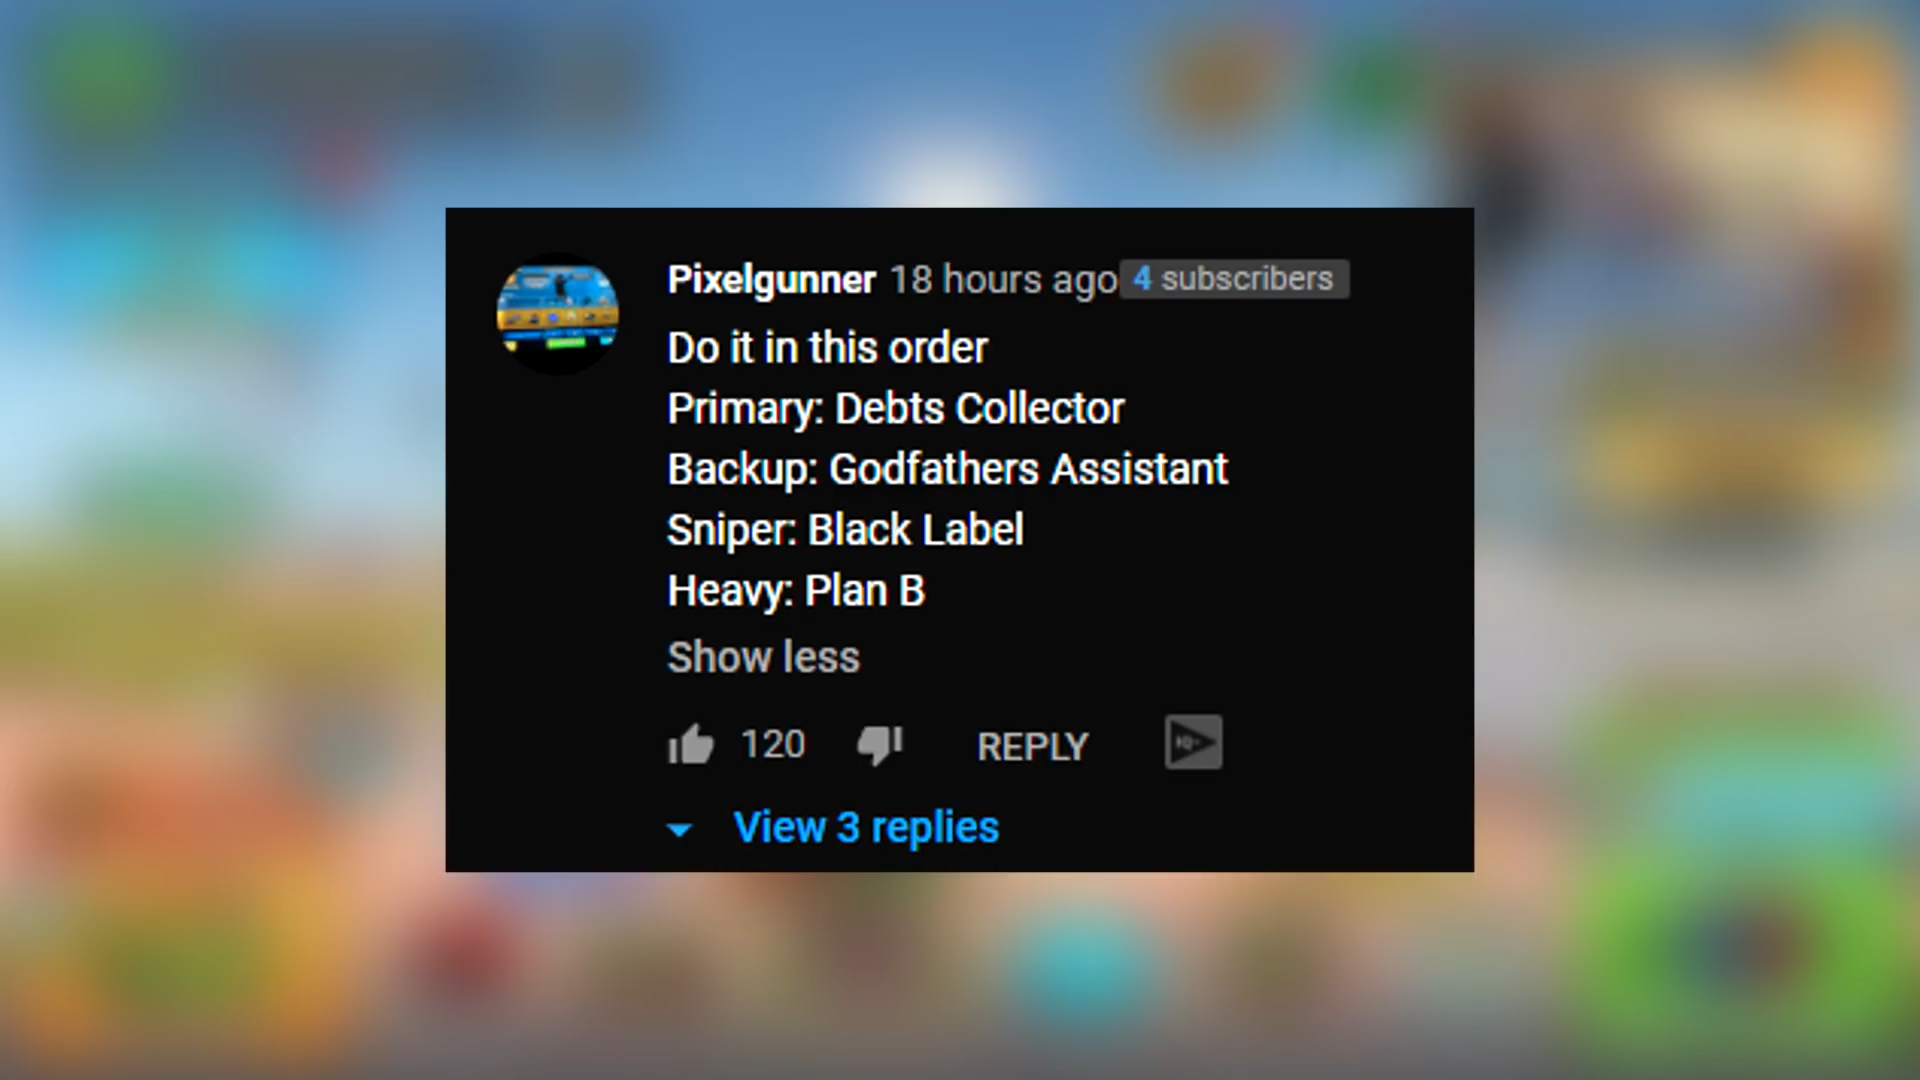 Pixelgunner 18 hours ago 4 subscribers
Do it in this order
Primary: Debts Collector
Backup: Godfathers Assistant
Sniper: Black Label
Heavy: Plan B
Show less
120 REPLY
View 3 replies